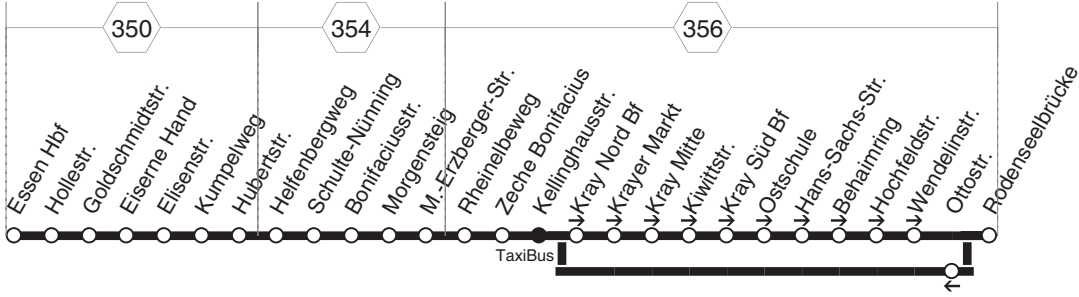 350
354
356
Essen Hbf
Hollestr.
Goldschmidtstr.
Eiserne Hand
Elisenstr.
Kumpelweg
Hubertstr.
Helfenbergweg
Schulte-Nünning
Bonifaciusstr.
Morgensteig
M.-Erzberger-Str.
Rheinelbeweg
Zeche Bonifacius
Kellinghausstr.
Kray Nord Bf
Krayer Markt
Kray Mitte
Kiwittstr.
Kray Süd Bf
Ostschule
Hans-Sachs-Str.
Behaimring
Hochfeldstr.
Wendelinstr.
Ottostr.
Rodenseelbrücke
TaxiBus